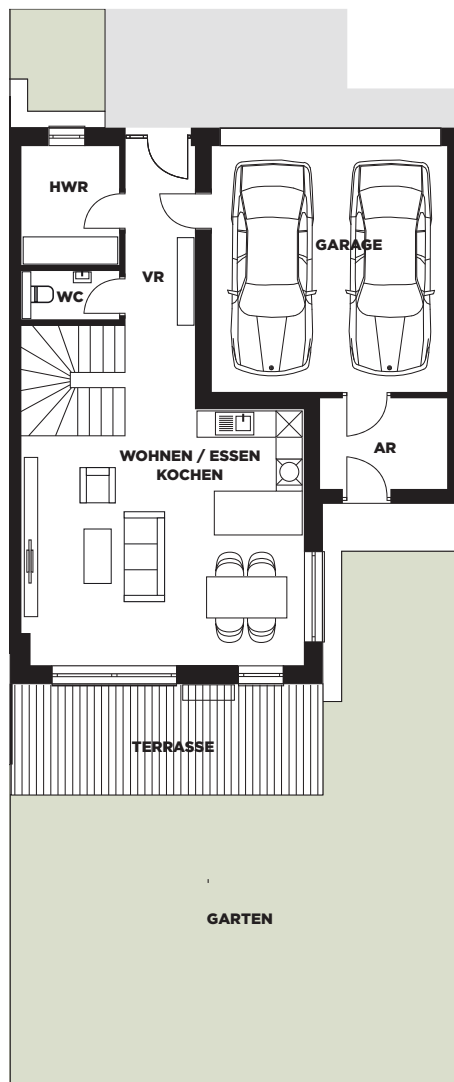 HWR
GARAGE
VR
WC
WOHNEN / ESSEN
KOCHEN
AR
TERRASSE
GARTEN